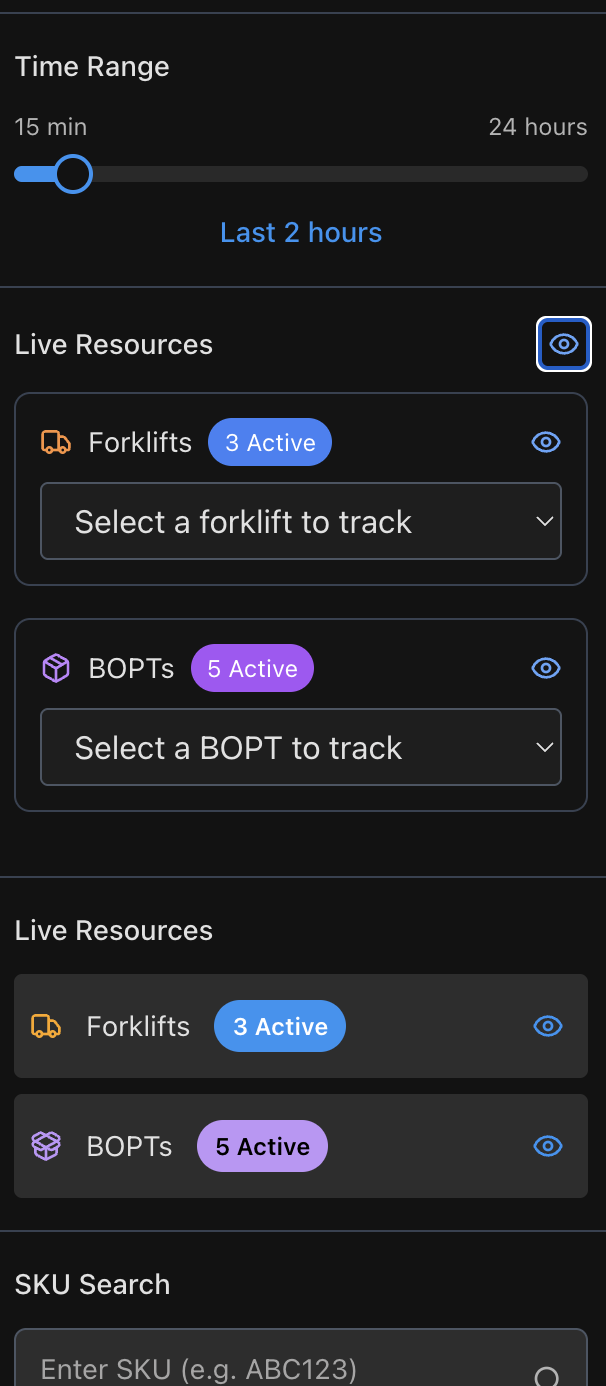 Time Range
15 min 24 hours
Last 2 hours
Live Resources
Forklifts 3 Active
Select a forklift to track
BOPTs 5 Active
Select a BOPT to track
Live Resources
Forklifts 3 Active
BOPTs 5 Active
SKU Search
Enter SKU (e.g. ABC123)